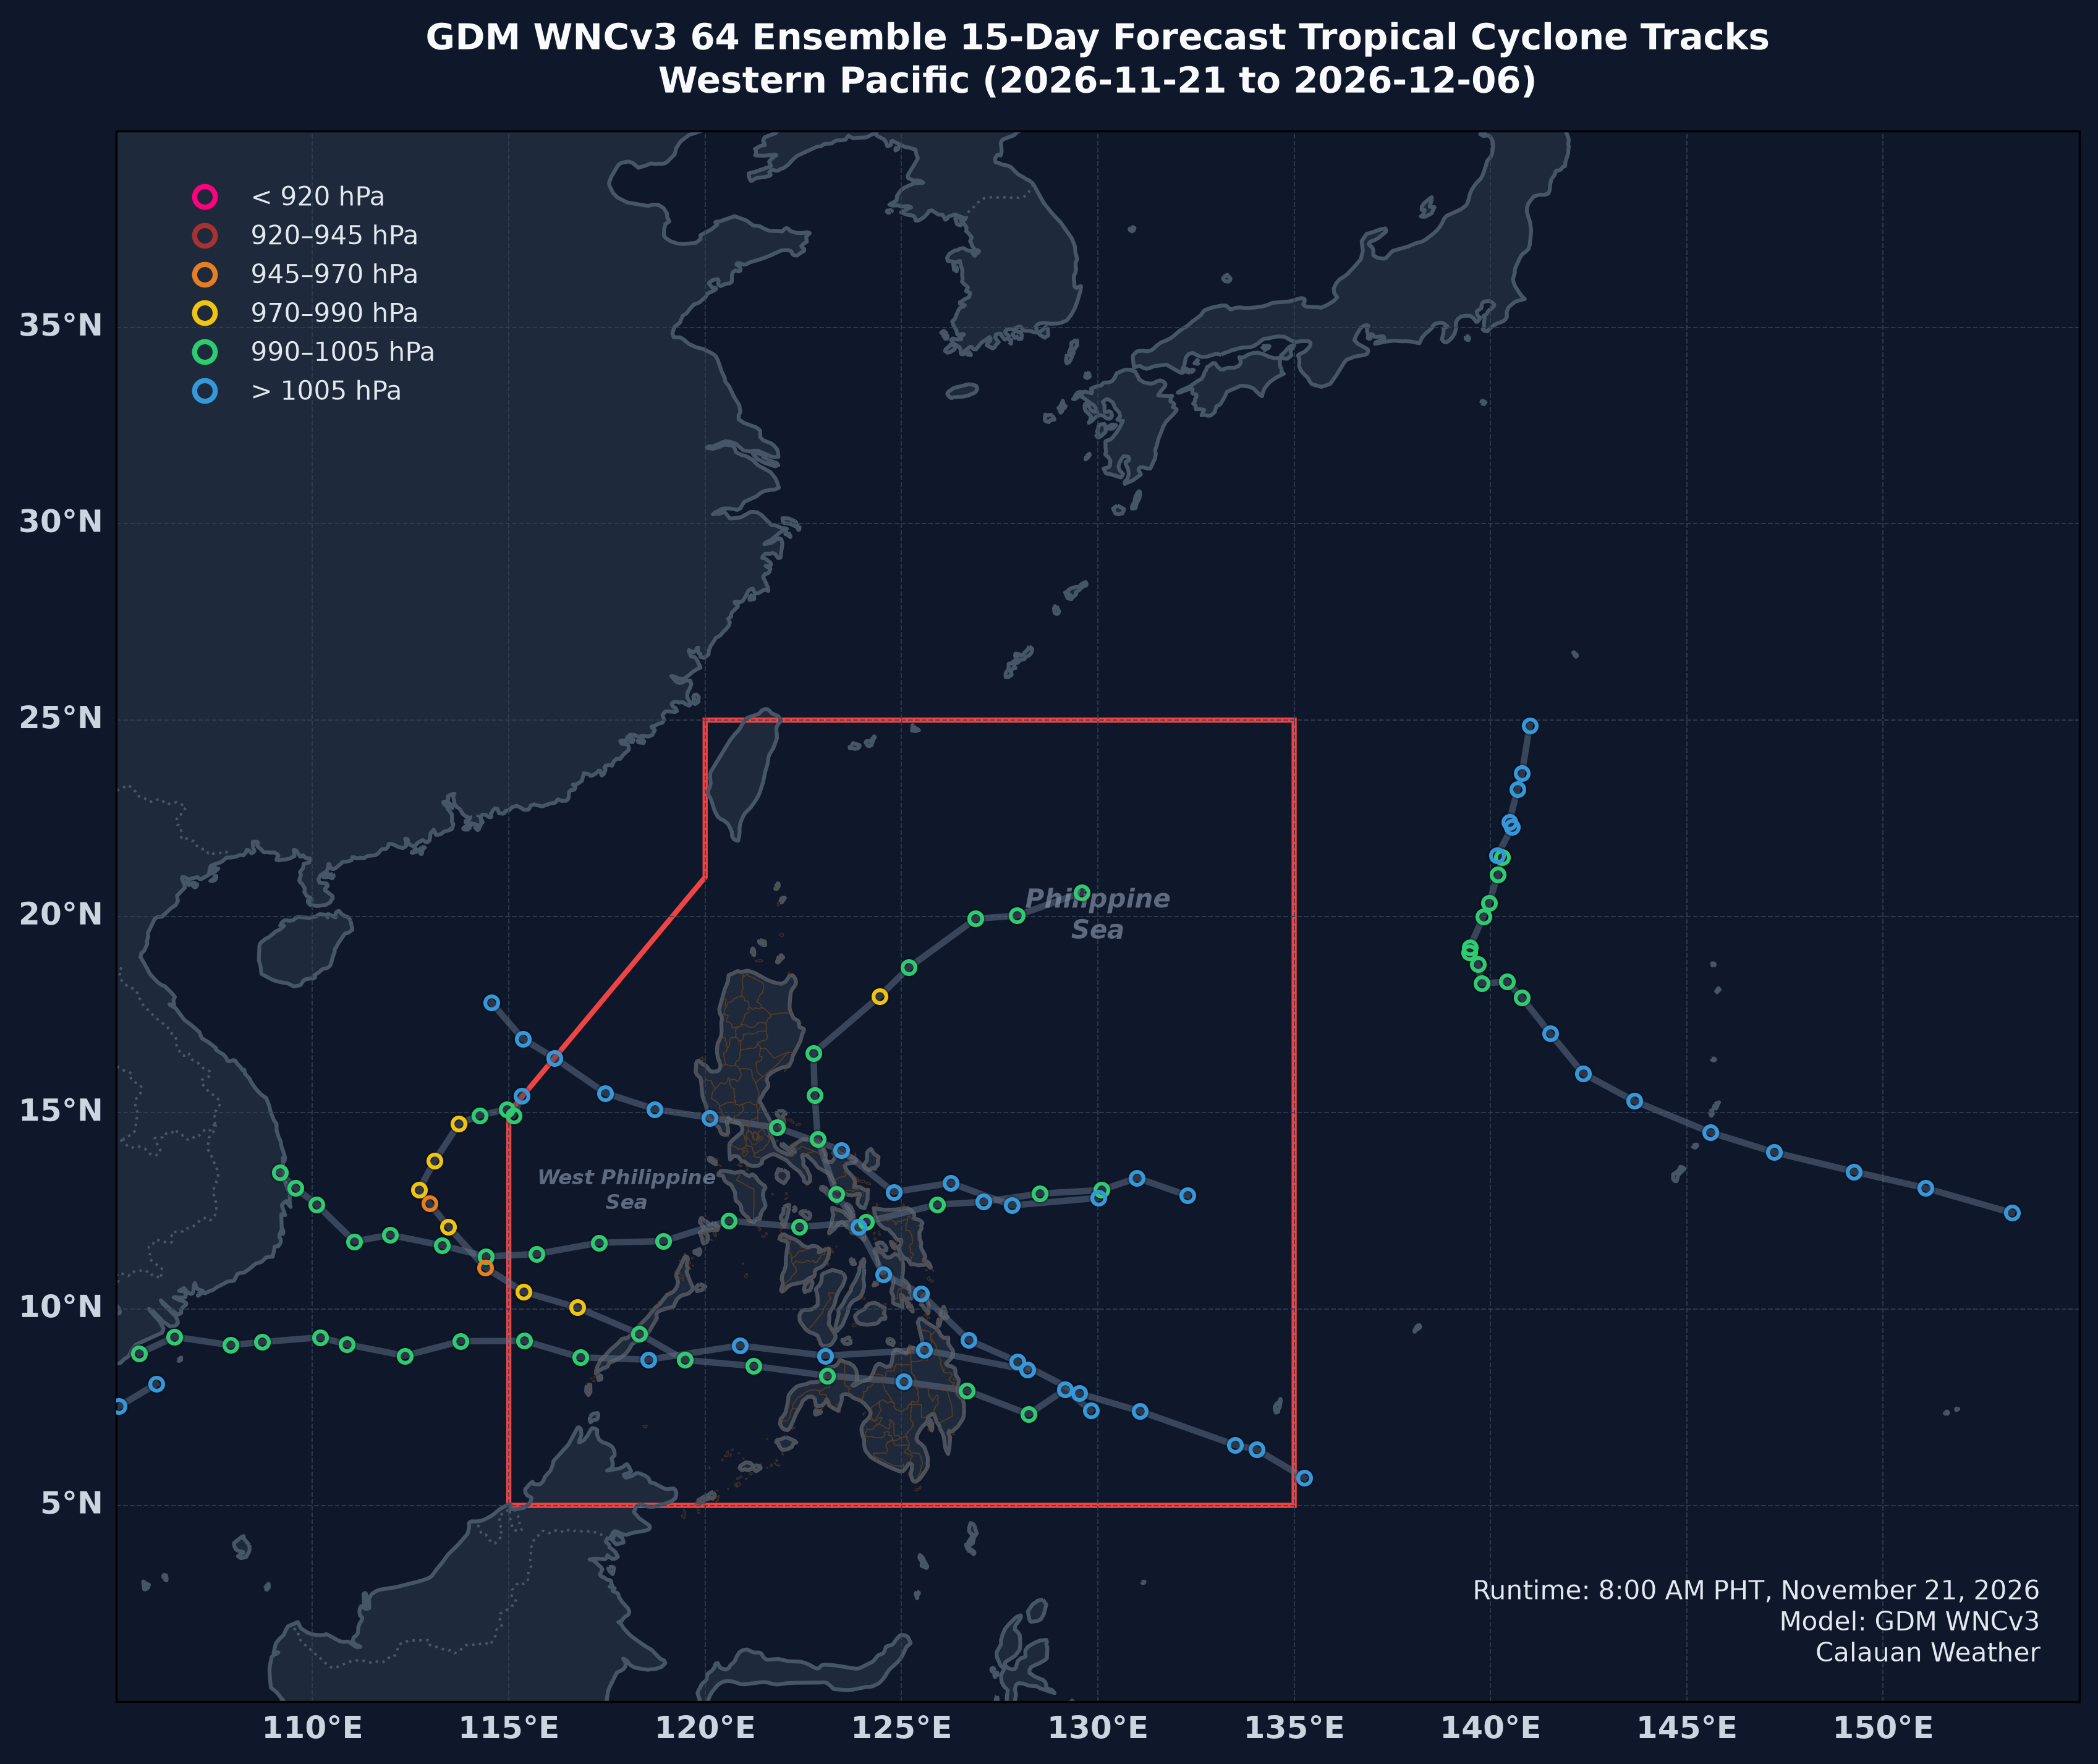 GDM WNCv3 64 Ensemble 15-Day Forecast Tropical Cyclone Tracks
Western Pacific (2026-11-21 to 2026-12-06)
< 920 hPa
920–945 hPa
945–970 hPa
970–990 hPa
990–1005 hPa
> 1005 hPa
35°N
30°N
25°N
20°N
15°N
10°N
5°N
Philippine
Sea
West Philippine
Sea
Runtime: 8:00 AM PHT, November 21, 2026
Model: GDM WNCv3
Calauan Weather
110°E
115°E
120°E
125°E
130°E
135°E
140°E
145°E
150°E